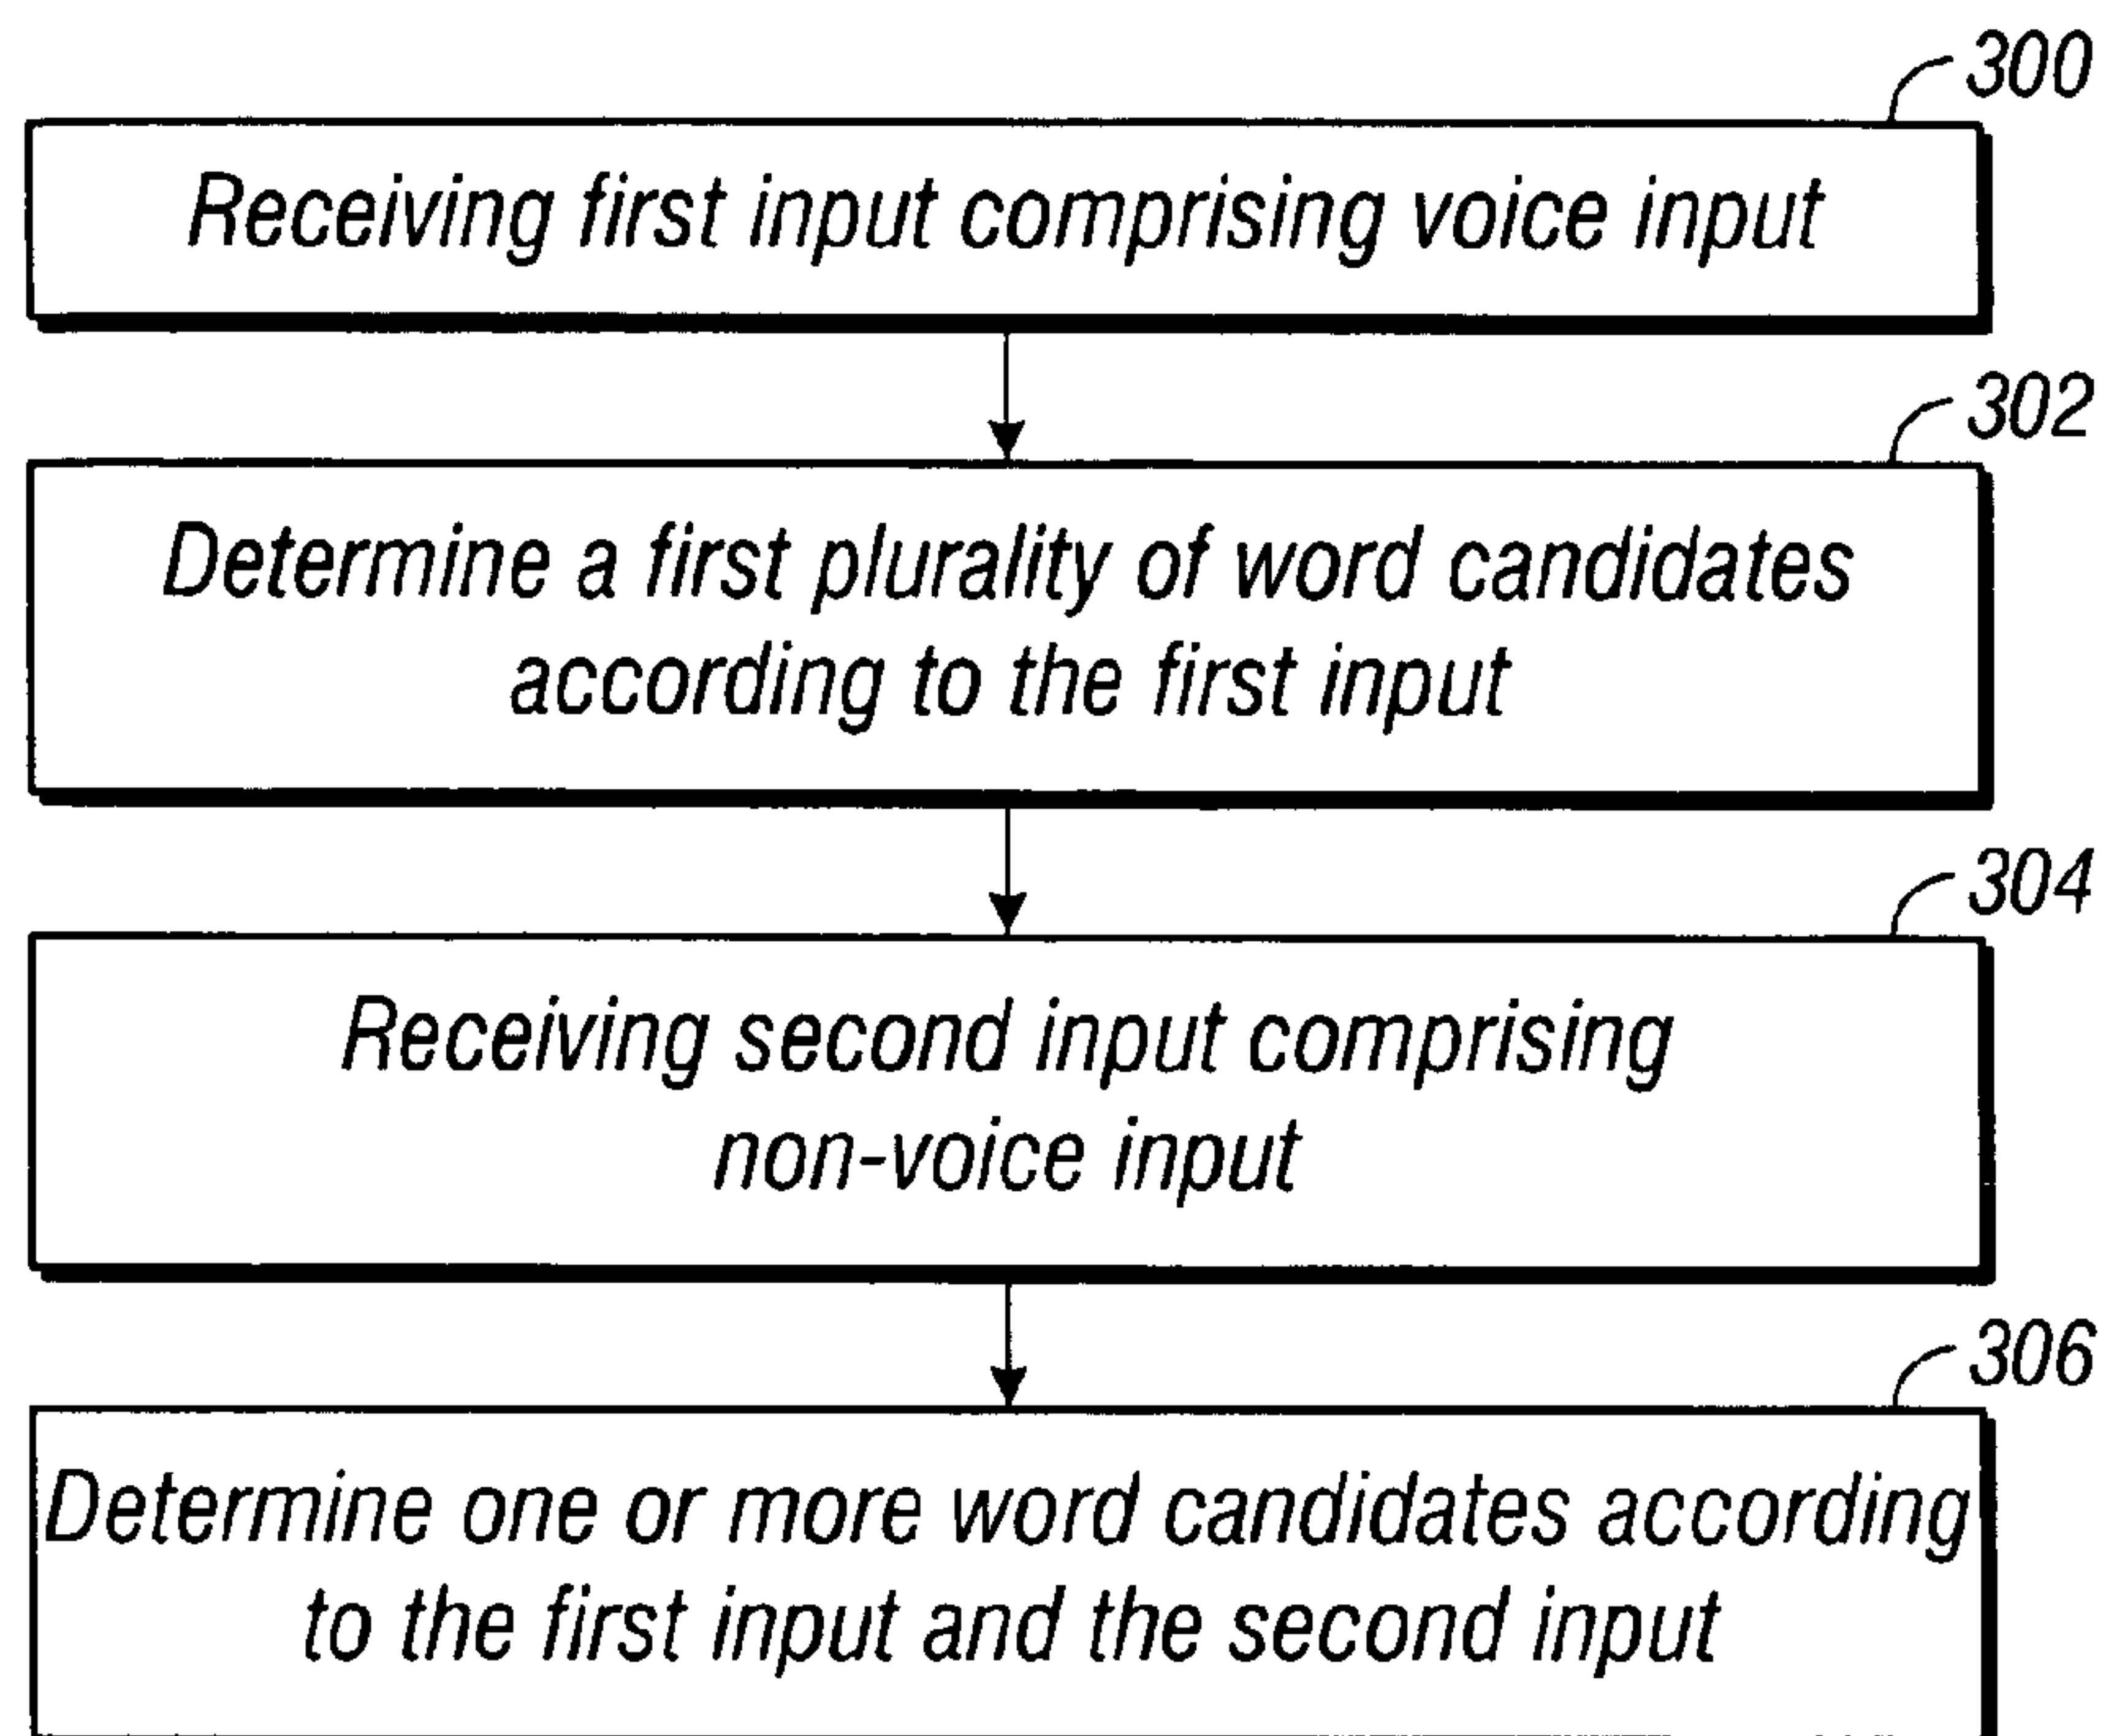 300
Receiving first input comprising voice input
302
Determine a first plurality of word candidates
according to the first input
304
Receiving second input comprising
non-voice input
306
Determine one or more word candidates according
to the first input and the second input